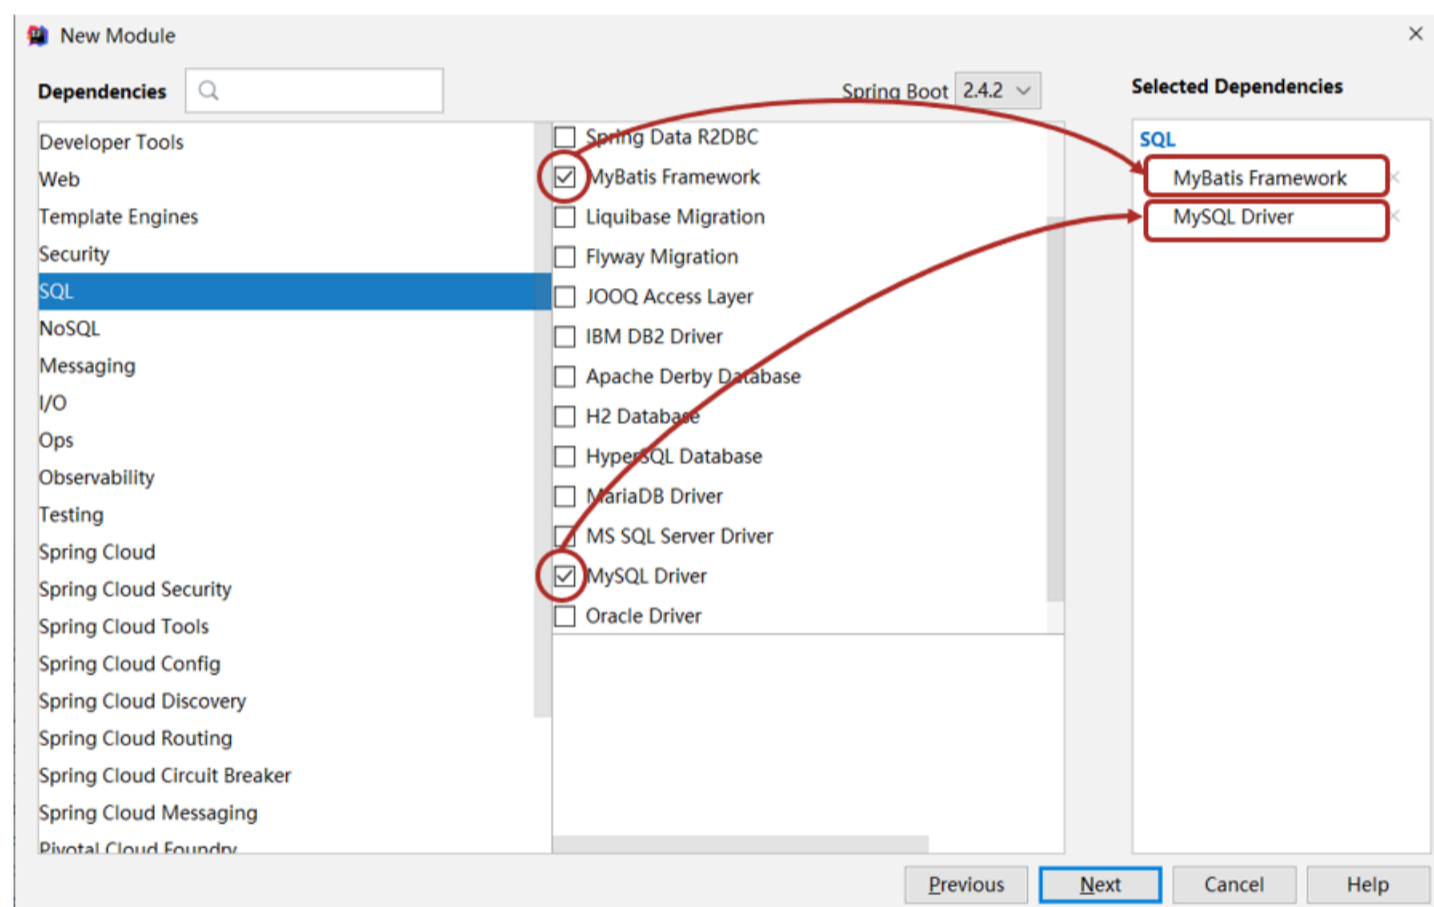 New Module
Dependencies
Spring Boot 2.4.2
Selected Dependencies
Developer Tools
Web
Template Engines
Security
SQL
NoSQL
Messaging
I/O
Ops
Observability
Testing
Spring Cloud
Spring Cloud Security
Spring Cloud Tools
Spring Cloud Config
Spring Cloud Discovery
Spring Cloud Routing
Spring Cloud Circuit Breaker
Spring Cloud Messaging
Pivotal Cloud Foundry
Spring Data R2DBC
MyBatis Framework
Liquibase Migration
Flyway Migration
JOOQ Access Layer
IBM DB2 Driver
Apache Derby Database
H2 Database
HyperSQL Database
MariaDB Driver
MS SQL Server Driver
MySQL Driver
Oracle Driver
SQL
MyBatis Framework
MySQL Driver
Previous
Next
Cancel
Help